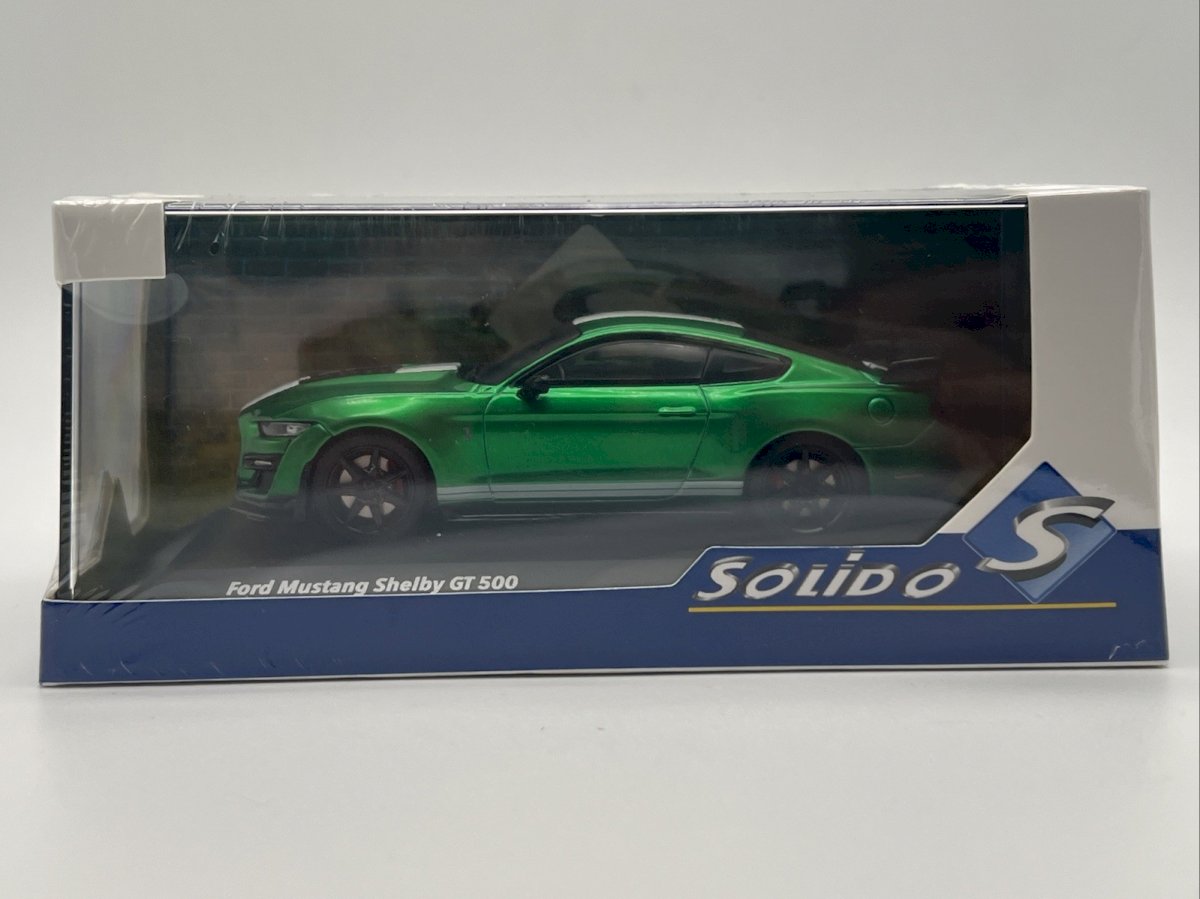 Ford Mustang Shelby GT 500
SOLIDO S